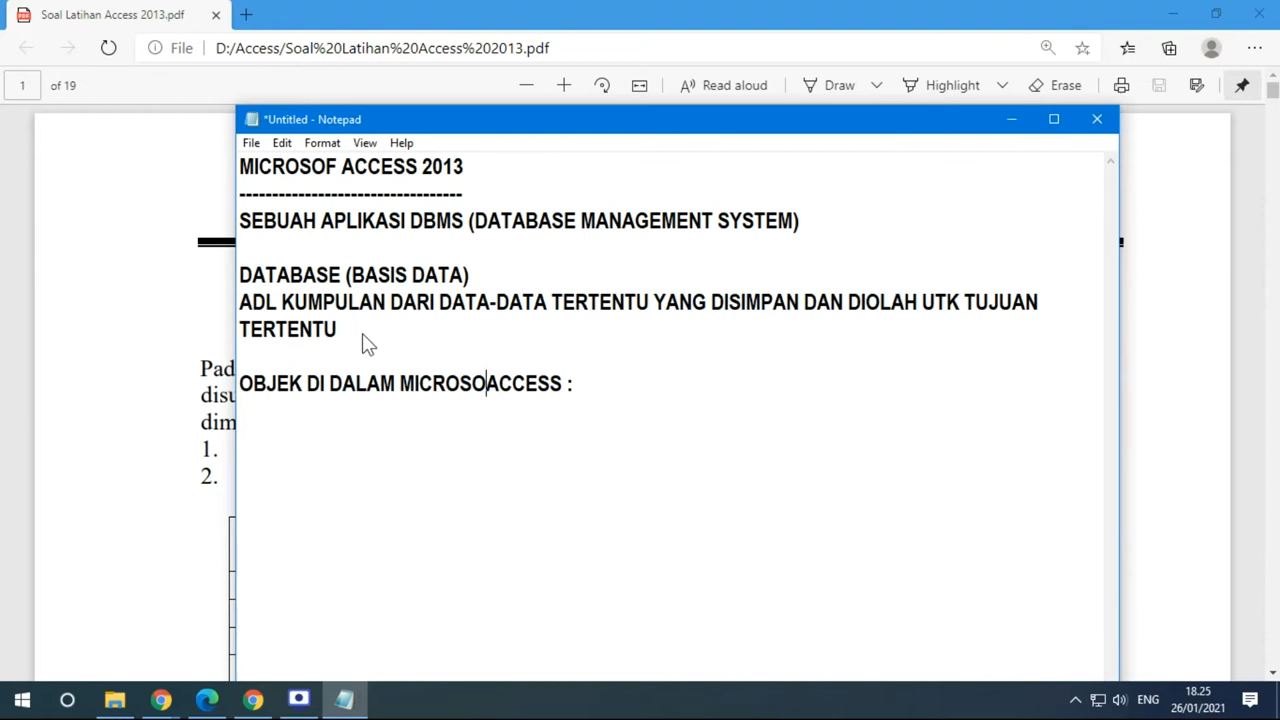 Soal Latihan Access 2013.pdf
File D:/Access/Soal%20Latihan%20Access%202013.pdf
1 of 19 Read aloud Draw Highlight Erase
*Untitled - Notepad
File Edit Format View Help
MICROSOF ACCESS 2013
---------------------------------
SEBUAH APLIKASI DBMS (DATABASE MANAGEMENT SYSTEM)
DATABASE (BASIS DATA)
ADL KUMPULAN DARI DATA-DATA TERTENTU YANG DISIMPAN DAN DIOLAH UTK TUJUAN
TERTENTU
OBJEK DI DALAM MICROSOACCESS :
Pad
disu
dim
1.
2.
ENG
18.25
26/01/2021